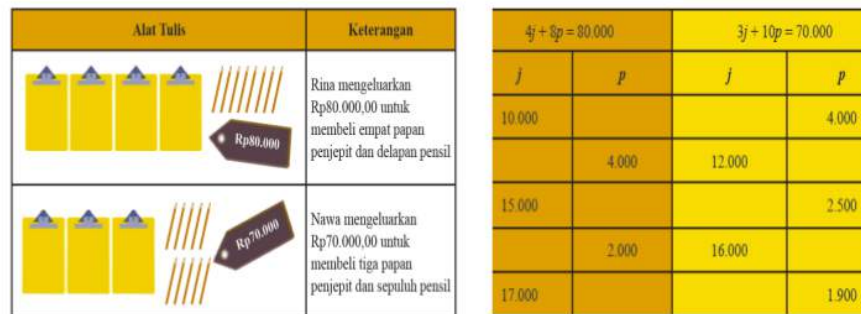 Alat Tulis
Keterangan
Rp80.000
Rina mengeluarkan
Rp80.000,00 untuk
membeli empat papan
penjepit dan delapan pensil
Rp70.000
Nawa mengeluarkan
Rp70.000,00 untuk
membeli tiga papan
penjepit dan sepuluh pensil
4j + 8p = 80.000
3j + 10p = 70.000
j
p
j
p
10.000
4.000
4.000
12.000
15.000
2.500
2.000
16.000
17.000
1.900